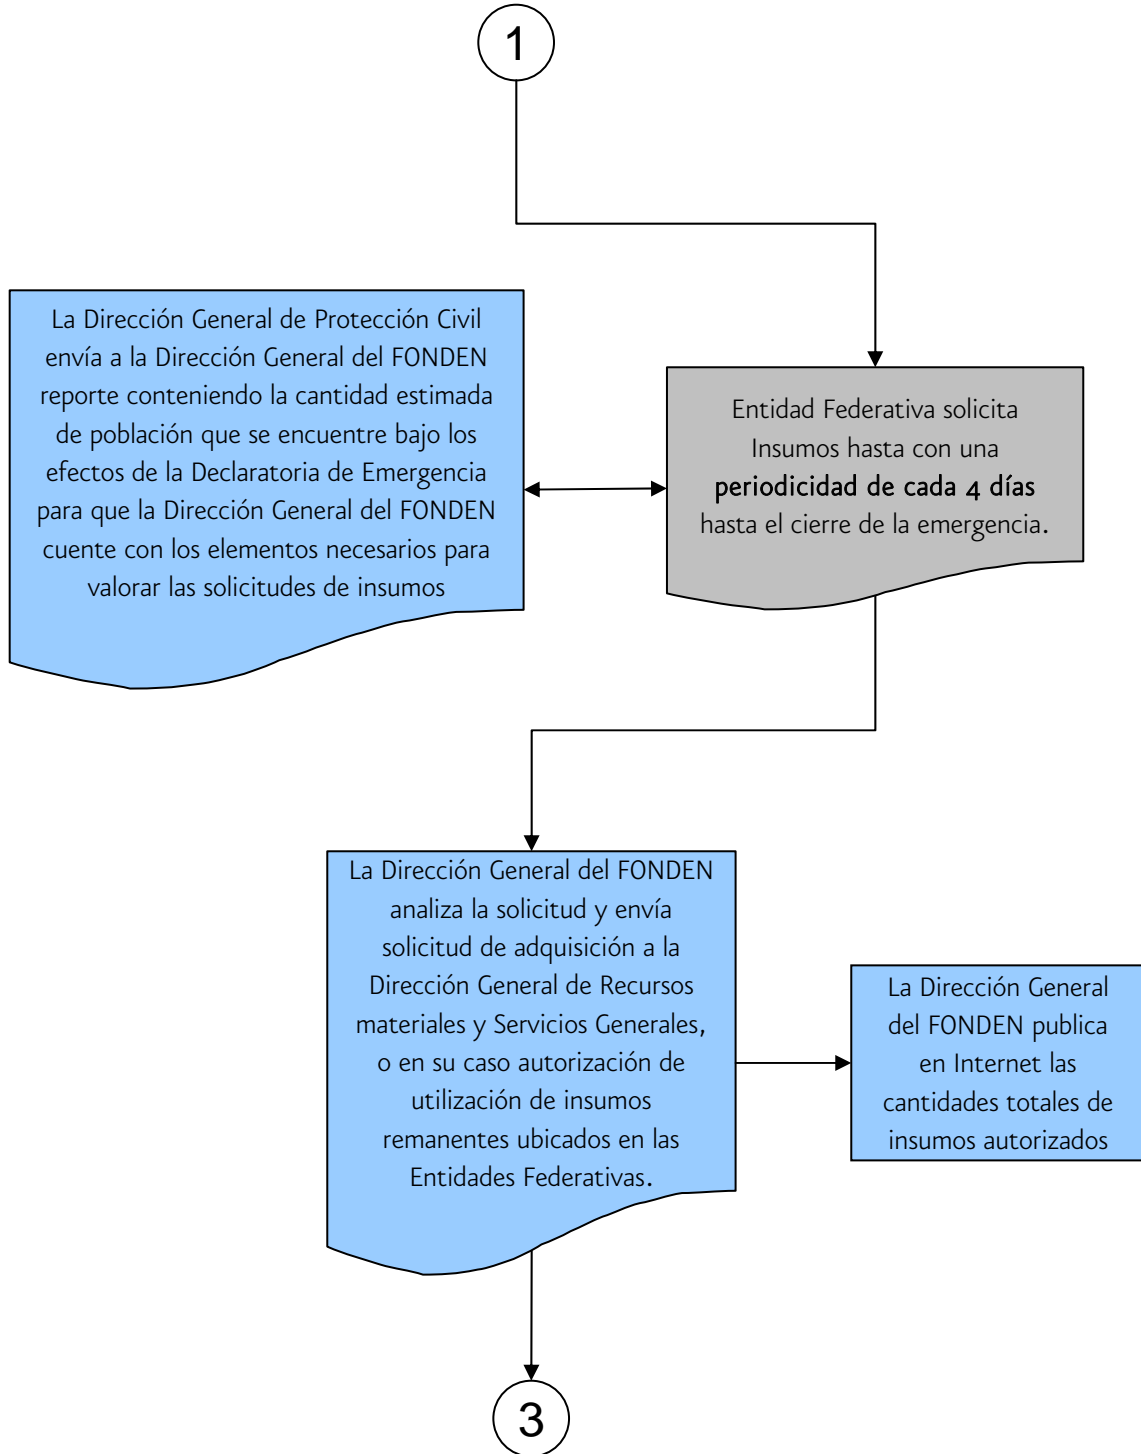 1
La Dirección General de Protección Civil
envía a la Dirección General del FONDEN
reporte conteniendo la cantidad estimada
de población que se encuentre bajo los
efectos de la Declaratoria de Emergencia
para que la Dirección General del FONDEN
cuente con los elementos necesarios para
valorar las solicitudes de insumos
Entidad Federativa solicita
Insumos hasta con una
periodicidad de cada 4 días
hasta el cierre de la emergencia.
La Dirección General del FONDEN
analiza la solicitud y envía
solicitud de adquisición a la
Dirección General de Recursos
materiales y Servicios Generales,
o en su caso autorización de
utilización de insumos
remanentes ubicados en las
Entidades Federativas.
La Dirección General
del FONDEN publica
en Internet las
cantidades totales de
insumos autorizados
3